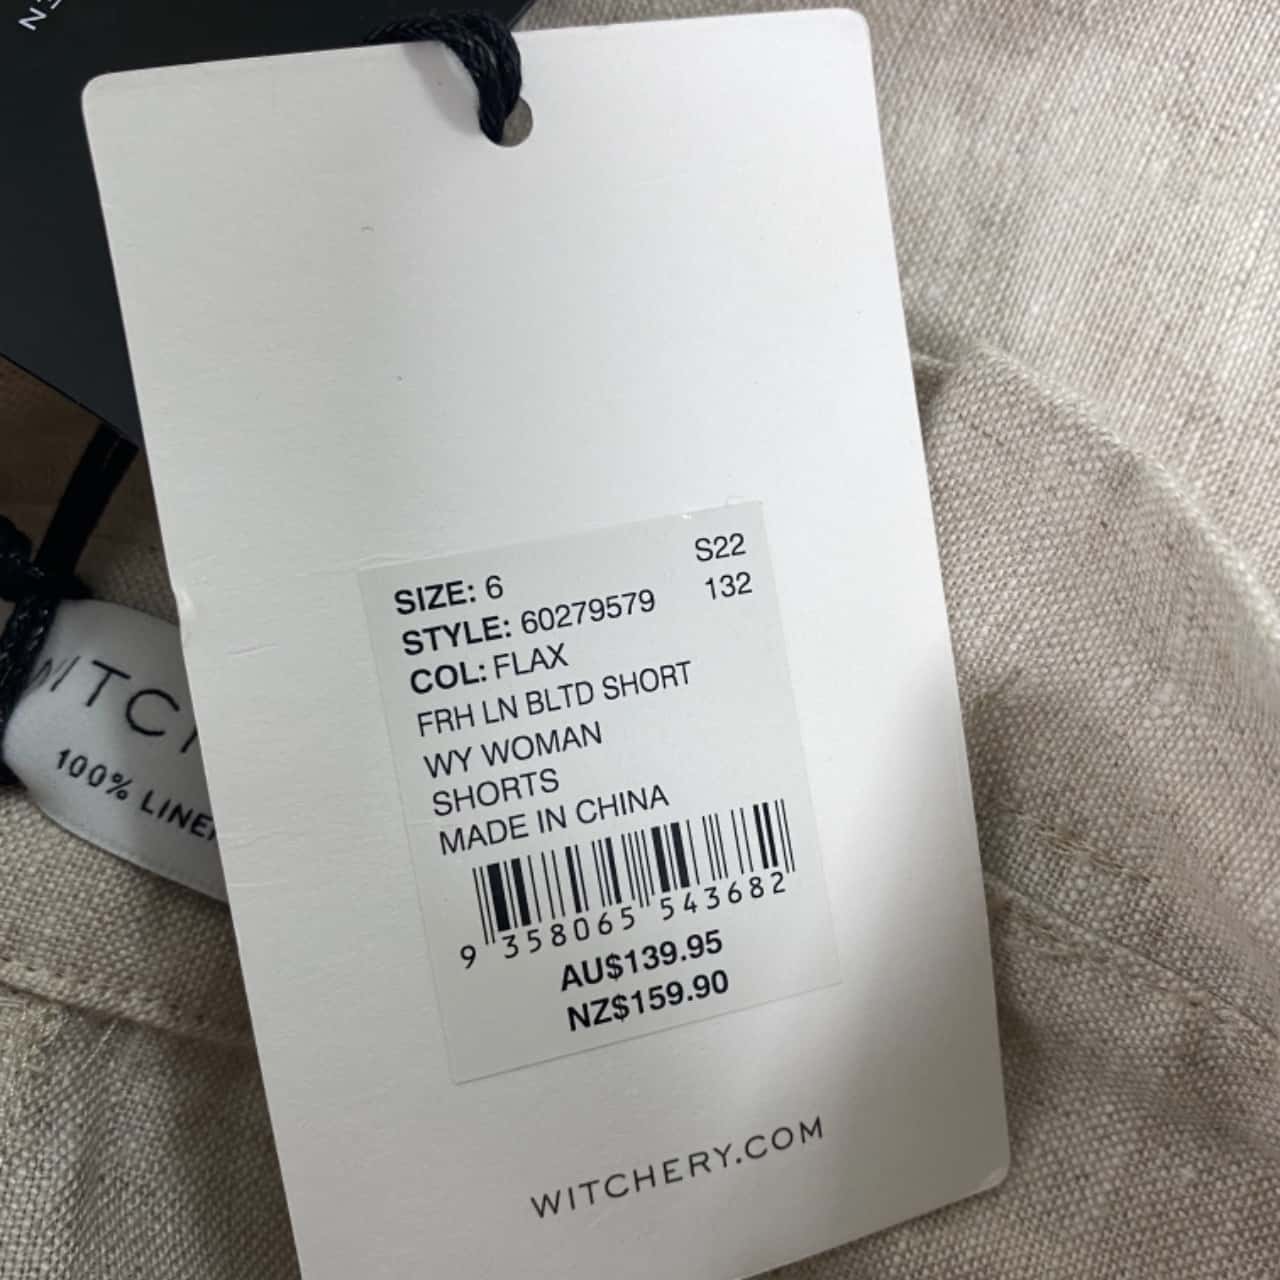 SIZE: 6 S22
STYLE: 60279579 132
COL: FLAX
FRH LN BLTD SHORT
WY WOMAN
SHORTS
MADE IN CHINA
9 358065 543682
AU$139.95
NZ$159.90
WITCHERY.COM
100%